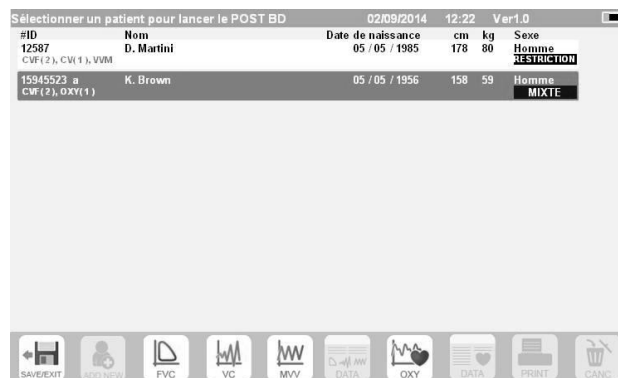 Sélectionner un patient pour lancer le POST BD 02/09/2014 12:22 Ver1.0
#ID Nom Date de naissance cm kg Sexe
12587 D. Martini 05 / 05 / 1985 178 80 Homme
CVF(2), CV(1), VVM RESTRICTION
15945523 a K. Brown 05 / 05 / 1956 158 59 Homme
CVF(2), OXY(1) MIXTE
SAVE/EXIT ADD NEW FVC VC MVV DATA OXY DATA PRINT CANC